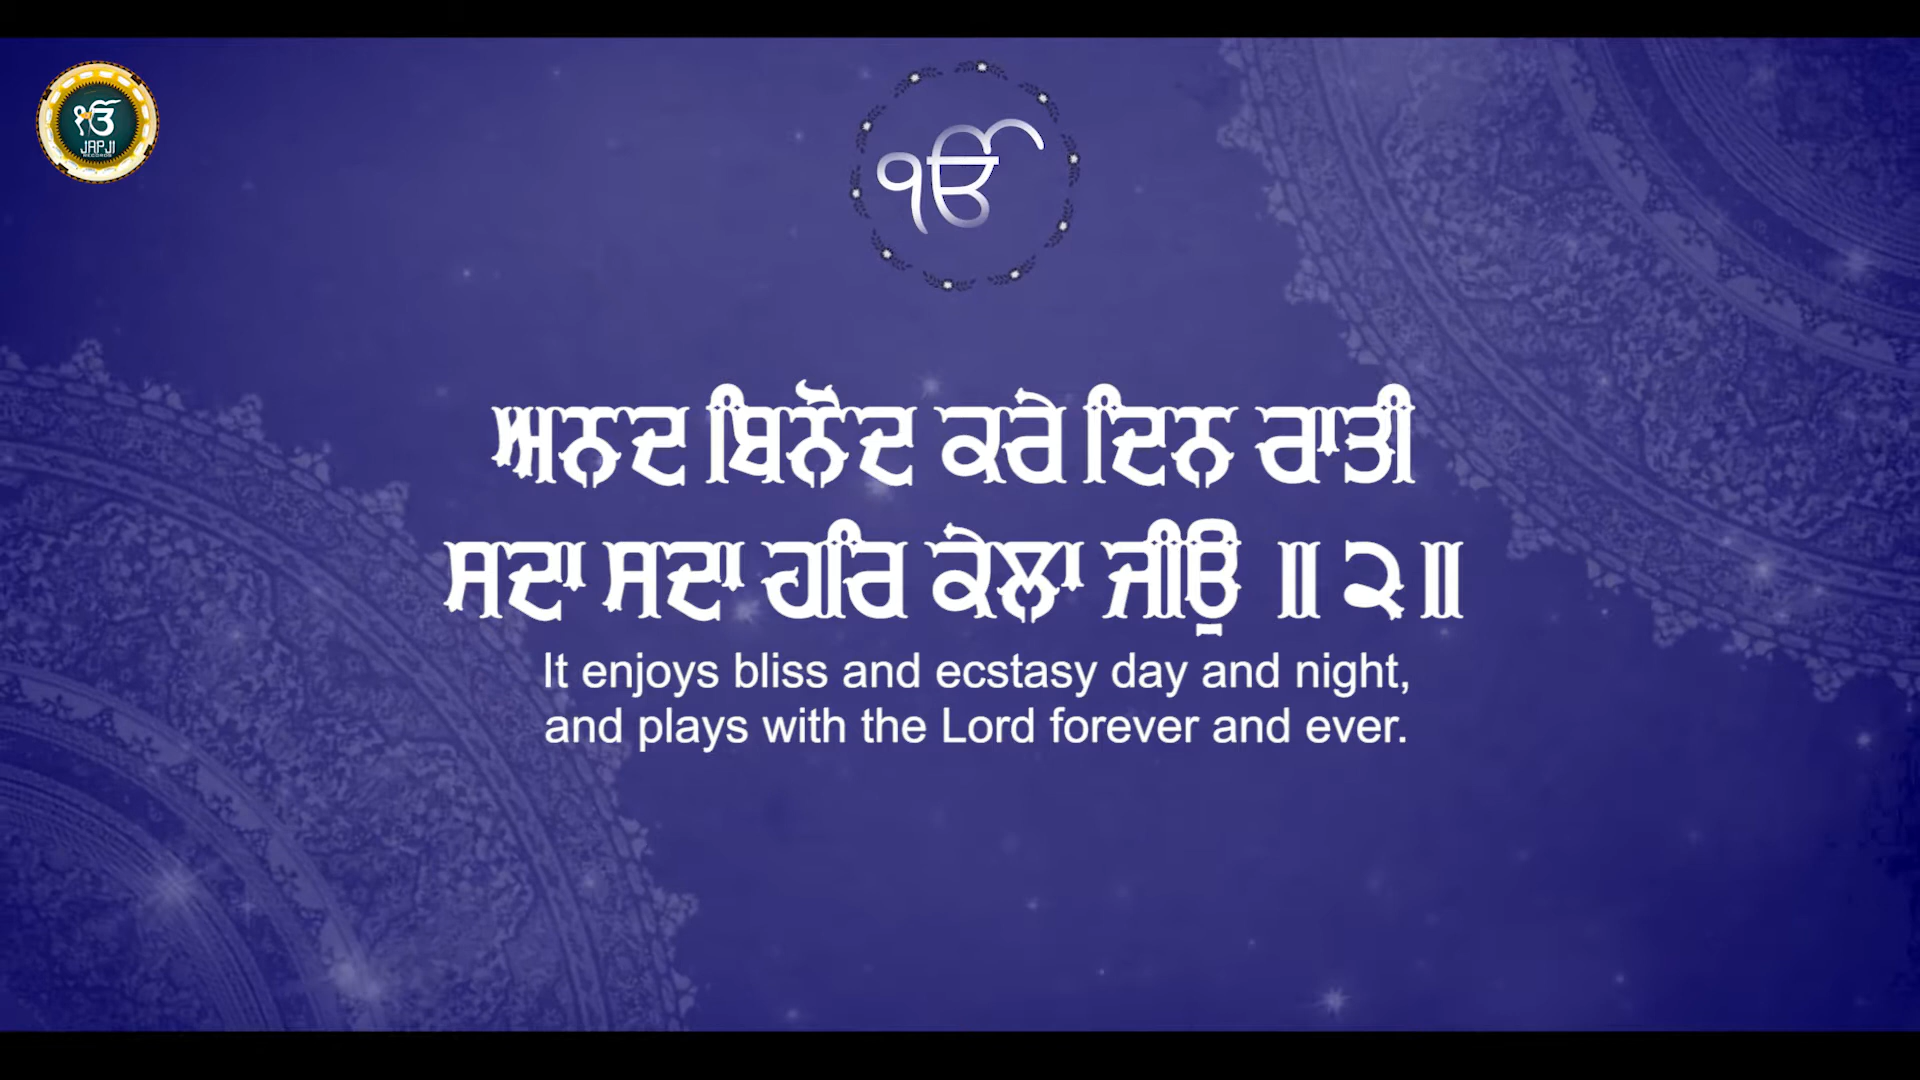 ੴ
JAPJI
RECORDS
ੴ
ਅਨਦ ਬਿਨੋਦ ਕਰੇ ਦਿਨ ਰਾਤੀ
ਸਦਾ ਸਦਾ ਹਰਿ ਕੇਲਾ ਜੀਉ ॥੨॥
It enjoys bliss and ecstasy day and night,
and plays with the Lord forever and ever.